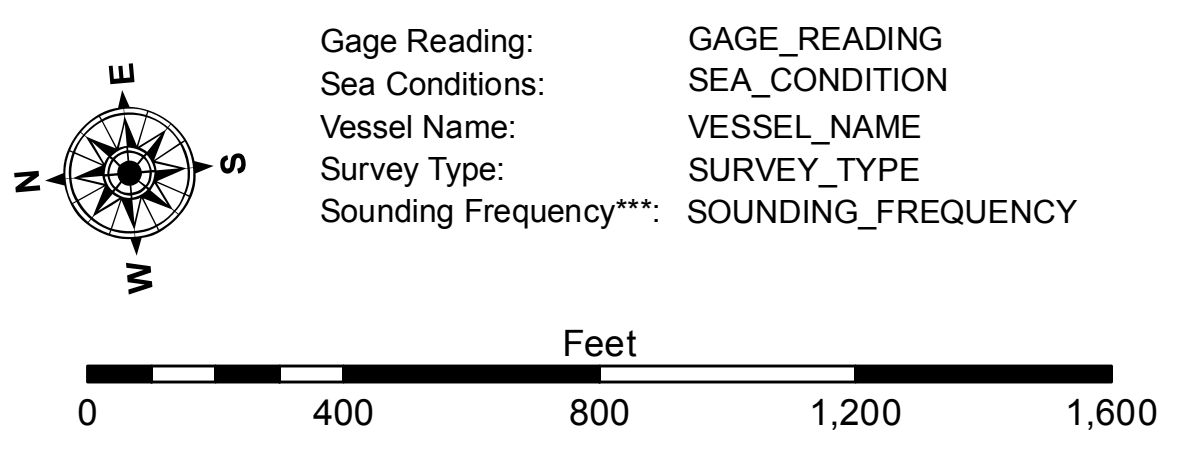 E
N
S
W
Gage Reading: GAGE_READING
Sea Conditions: SEA_CONDITION
Vessel Name: VESSEL_NAME
Survey Type: SURVEY_TYPE
Sounding Frequency***: SOUNDING_FREQUENCY
Feet
0 400 800 1,200 1,600